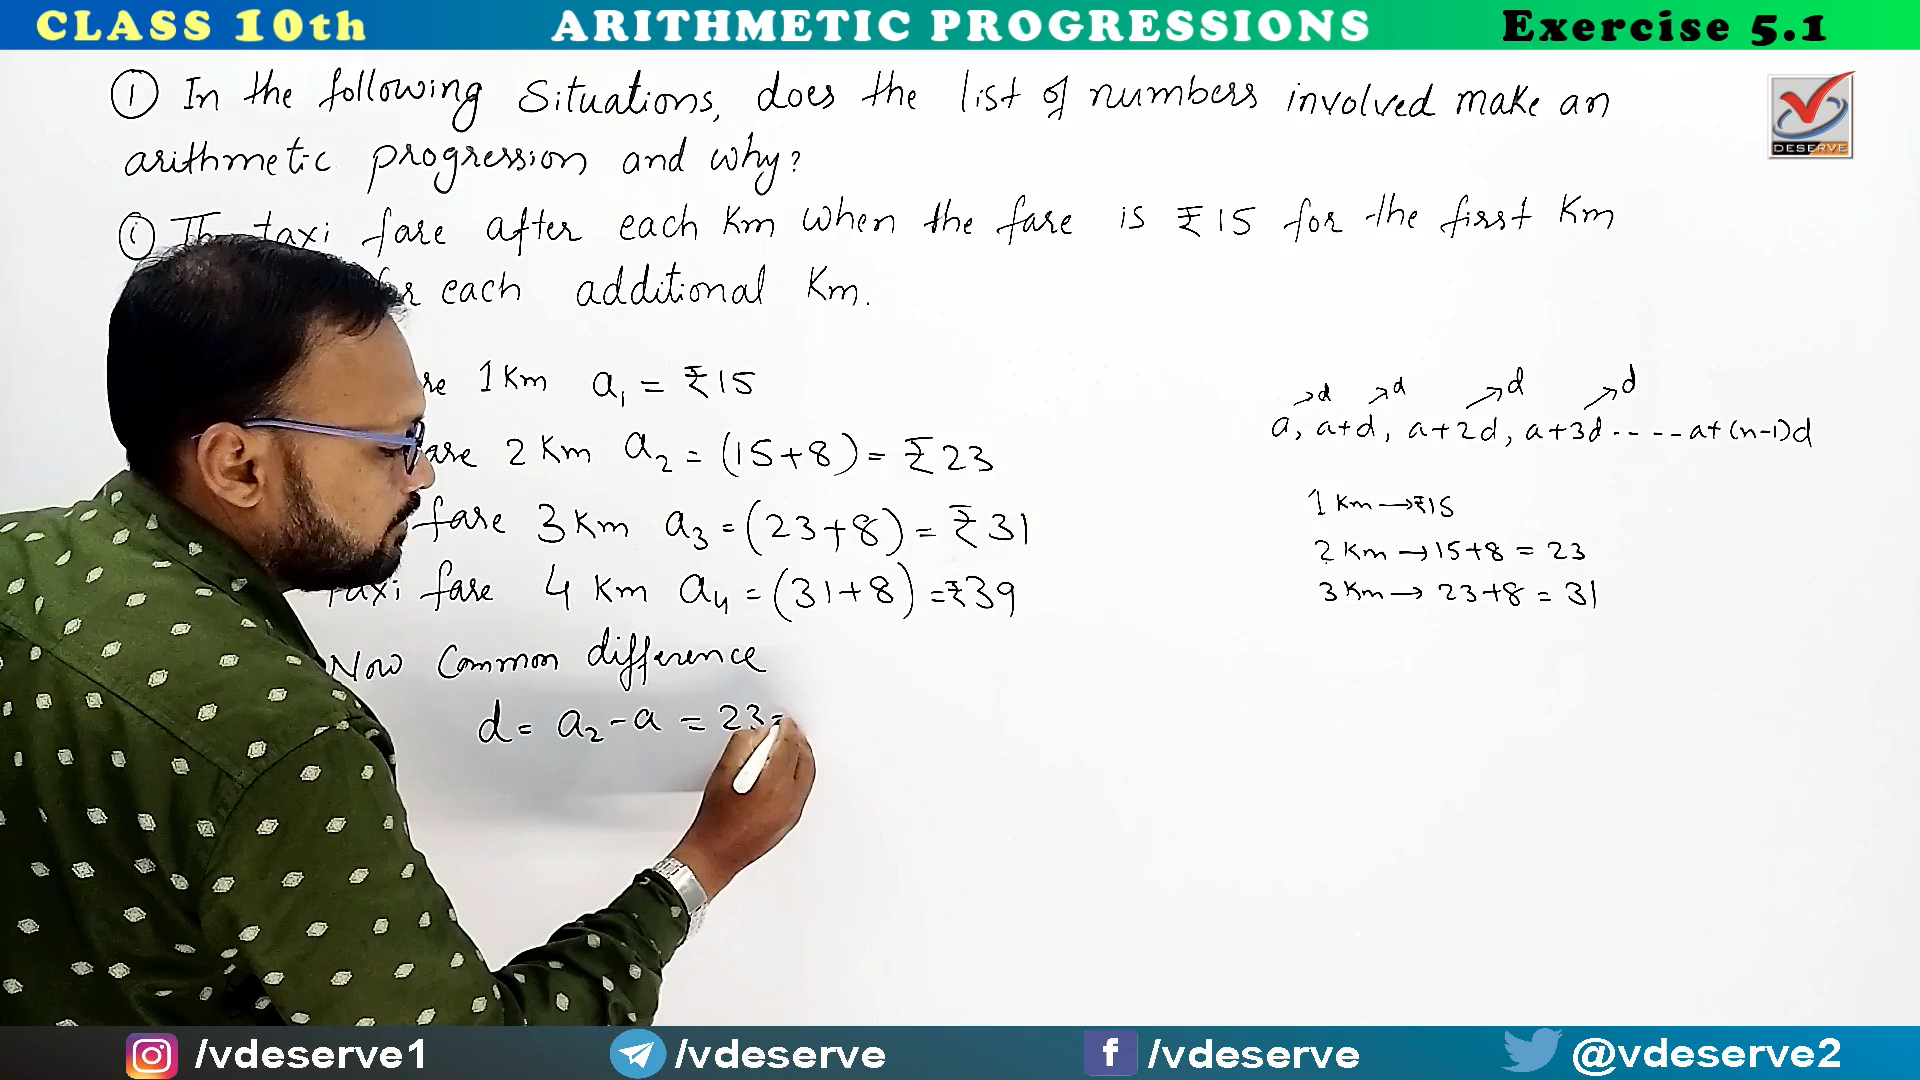 CLASS 10th ARITHMETIC PROGRESSIONS Exercise 5.1
① In the following Situations, does the list of numbers involved make an
arithmetic progression and why?
ⓘ The taxi fare after each Km when the fare is ₹15 for the first Km
each additional Km.
1 Km a₁ = ₹15
2 Km a₂ = (15+8) = ₹23
fare 3 Km a₃ = (23+8) = ₹31
Taxi fare 4 Km a₄ = (31+8) = ₹39
Now Common difference
d = a₂ - a = 23
d d d d
a, a+d, a+2d, a+3d ----- a+(n-1)d
1 Km → ₹15
2 Km → 15+8 = 23
3 Km → 23+8 = 31
DESERVE
/vdeserve1 /vdeserve /vdeserve @vdeserve2